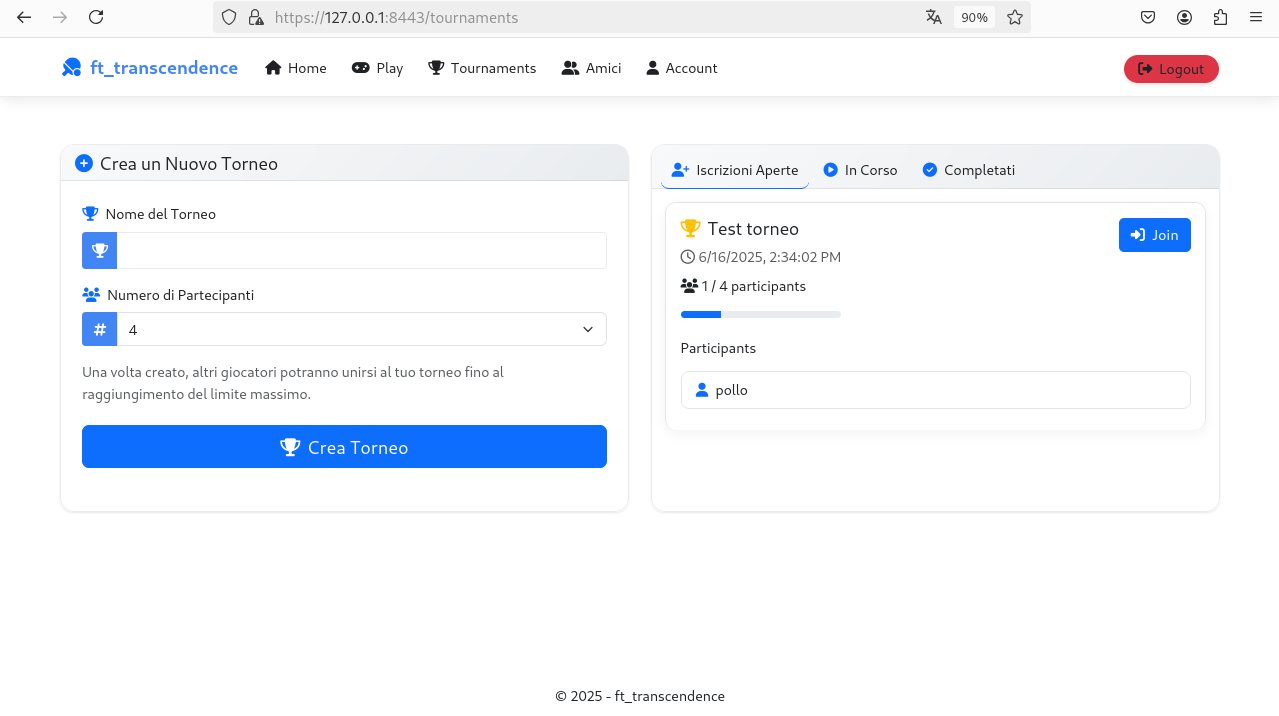 https://127.0.0.1:8443/tournaments
90%
ft_transcendence
Home
Play
Tournaments
Amici
Account
Logout
Crea un Nuovo Torneo
Nome del Torneo
Numero di Partecipanti
#
4
Una volta creato, altri giocatori potranno unirsi al tuo torneo fino al
raggiungimento del limite massimo.
Crea Torneo
Iscrizioni Aperte
In Corso
Completati
Test torneo
Join
6/16/2025, 2:34:02 PM
1 / 4 participants
Participants
pollo
© 2025 - ft_transcendence